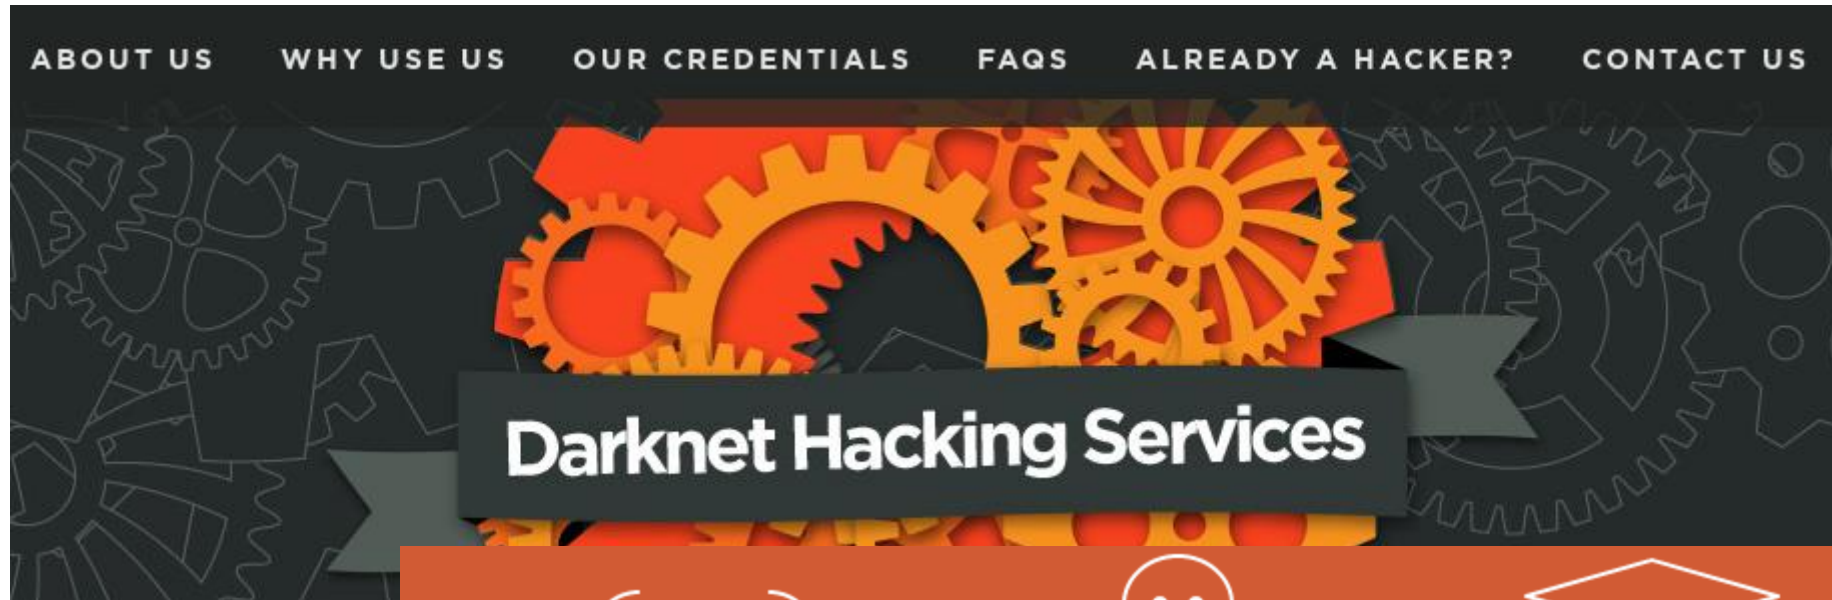 ABOUT US WHY USE US OUR CREDENTIALS FAQS ALREADY A HACKER? CONTACT US
Darknet Hacking Services